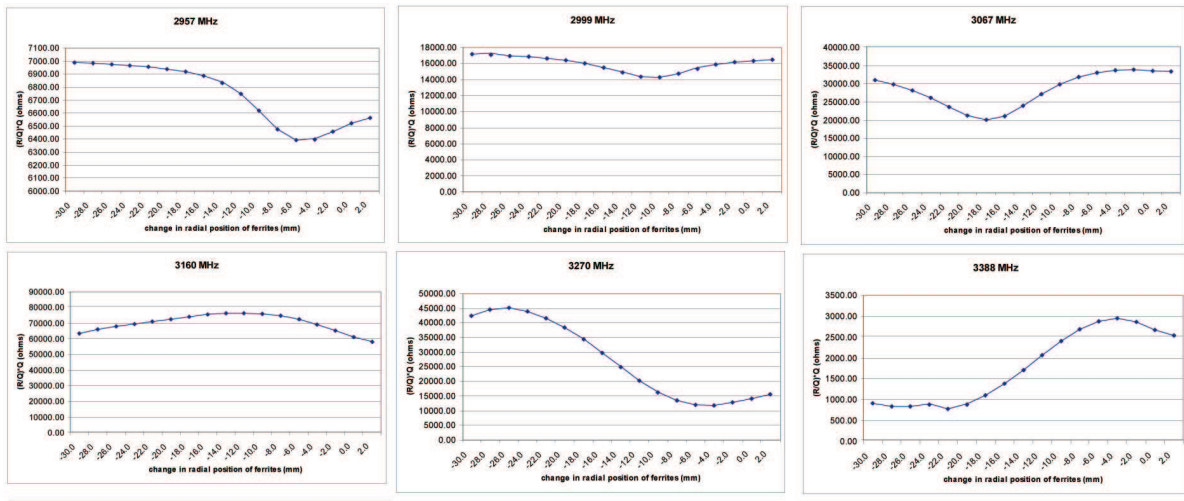 2957 MHz
(R/Q)*Q (ohms)
7100.00
7000.00
6900.00
6800.00
6700.00
6600.00
6500.00
6400.00
6300.00
6200.00
6100.00
6000.00
-30.0 -28.0 -26.0 -24.0 -22.0 -20.0 -18.0 -16.0 -14.0 -12.0 -10.0 -8.0 -6.0 -4.0 -2.0 0.0 2.0
change in radial position of ferrites (mm)
2999 MHz
(R/Q)*Q (ohms)
18000.00
16000.00
14000.00
12000.00
10000.00
8000.00
6000.00
4000.00
2000.00
0.00
-30.0 -28.0 -26.0 -24.0 -22.0 -20.0 -18.0 -16.0 -14.0 -12.0 -10.0 -8.0 -6.0 -4.0 -2.0 0.0 2.0
change in radial position of ferrites (mm)
3067 MHz
(R/Q)*Q (ohms)
40000.00
35000.00
30000.00
25000.00
20000.00
15000.00
10000.00
5000.00
0.00
-30.0 -28.0 -26.0 -24.0 -22.0 -20.0 -18.0 -16.0 -14.0 -12.0 -10.0 -8.0 -6.0 -4.0 -2.0 0.0 2.0
change in radial position of ferrites (mm)
3160 MHz
(R/Q)*Q (ohms)
90000.00
80000.00
70000.00
60000.00
50000.00
40000.00
30000.00
20000.00
10000.00
0.00
-30.0 -28.0 -26.0 -24.0 -22.0 -20.0 -18.0 -16.0 -14.0 -12.0 -10.0 -8.0 -6.0 -4.0 -2.0 0.0 2.0
change in radial position of ferrites (mm)
3270 MHz
(R/Q)*Q (ohms)
50000.00
45000.00
40000.00
35000.00
30000.00
25000.00
20000.00
15000.00
10000.00
5000.00
0.00
-30.0 -28.0 -26.0 -24.0 -22.0 -20.0 -18.0 -16.0 -14.0 -12.0 -10.0 -8.0 -6.0 -4.0 -2.0 0.0 2.0
change in radial position of ferrites (mm)
3388 MHz
(R/Q)*Q (ohms)
3500.00
3000.00
2500.00
2000.00
1500.00
1000.00
500.00
0.00
-30.0 -28.0 -26.0 -24.0 -22.0 -20.0 -18.0 -16.0 -14.0 -12.0 -10.0 -8.0 -6.0 -4.0 -2.0 0.0 2.0
change in radial position of ferrites (mm)